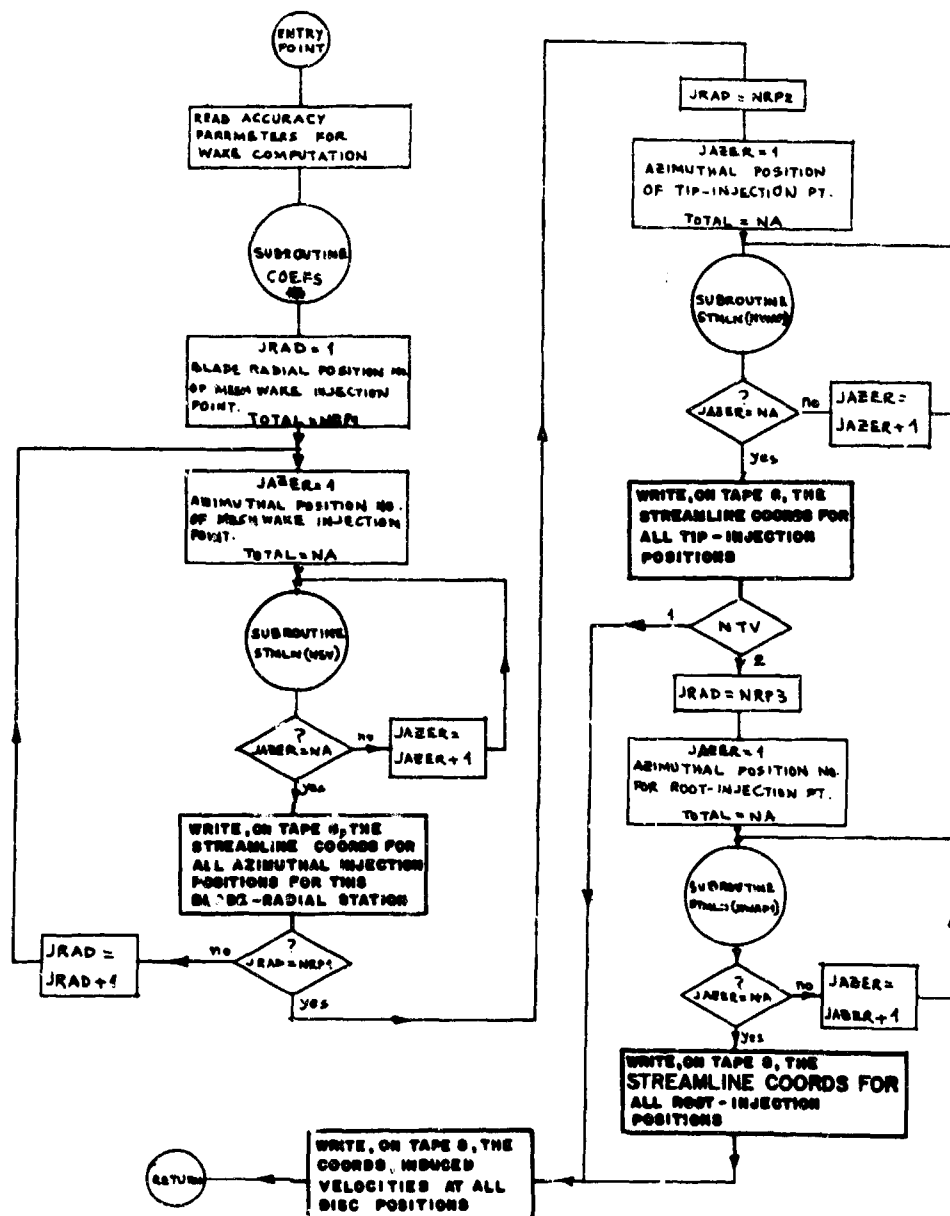 ENTRY
POINT
READ ACCURACY
PARAMETERS FOR
WAKE COMPUTATION
SUBROUTINE
COEFS
JRAD = 1
BLADE RADIAL POSITION NO.
OF MESH WAKE INJECTION
POINT.
TOTAL = NRP1
JAZER = 1
AZIMUTHAL POSITION NO.
OF MESH WAKE INJECTION
POINT.
TOTAL = NA
SUBROUTINE
STMLN
?
JAZER = NA
no
JAZER =
JAZER + 1
yes
WRITE, ON TAPE THE
STREAMLINE COORDS FOR
ALL AZIMUTHAL INJECTION
POSITIONS FOR THIS
-RADIAL STATION
?
JRAD = NRP1
no
JRAD =
JRAD + 1
yes
JRAD = NRP2
JAZER = 1
AZIMUTHAL POSITION
OF TIP-INJECTION PT.
TOTAL = NA
SUBROUTINE
STMLN
?
JAZER = NA
no
JAZER =
JAZER + 1
yes
WRITE, ON TAPE THE
STREAMLINE COORDS FOR
ALL TIP-INJECTION
POSITIONS
NTV
1
2
JRAD = NRP3
JAZER = 1
AZIMUTHAL POSITION NO.
FOR ROOT-INJECTION PT.
TOTAL = NA
SUBROUTINE
?
JAZER = NA
no
JAZER =
JAZER + 1
yes
WRITE, ON TAPE THE
STREAMLINE COORDS FOR
ALL ROOT-INJECTION
POSITIONS
WRITE, ON TAPE THE
COORDS, INDUCED
VELOCITIES AT ALL
DISC POSITIONS
RETURN